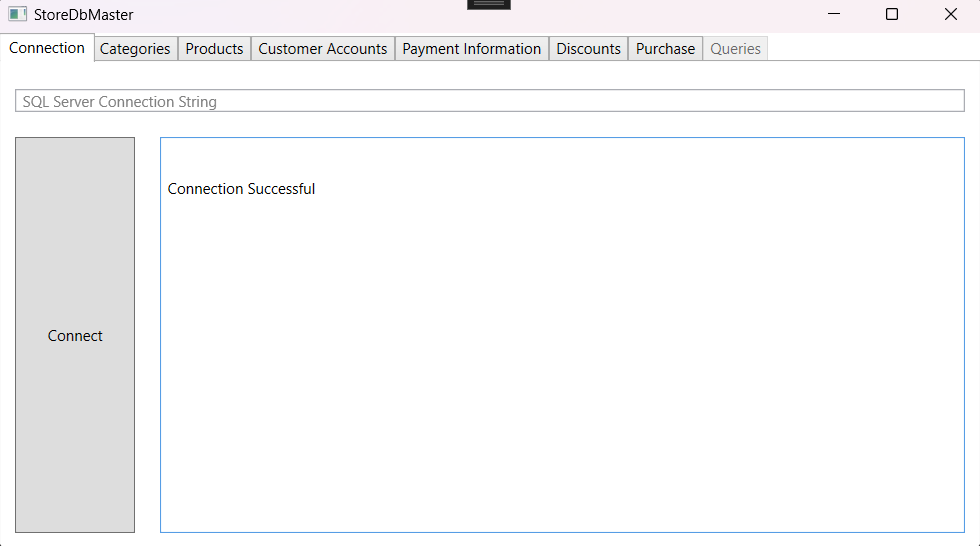 StoreDbMaster
Connection Categories Products Customer Accounts Payment Information Discounts Purchase Queries
SQL Server Connection String
Connection Successful
Connect